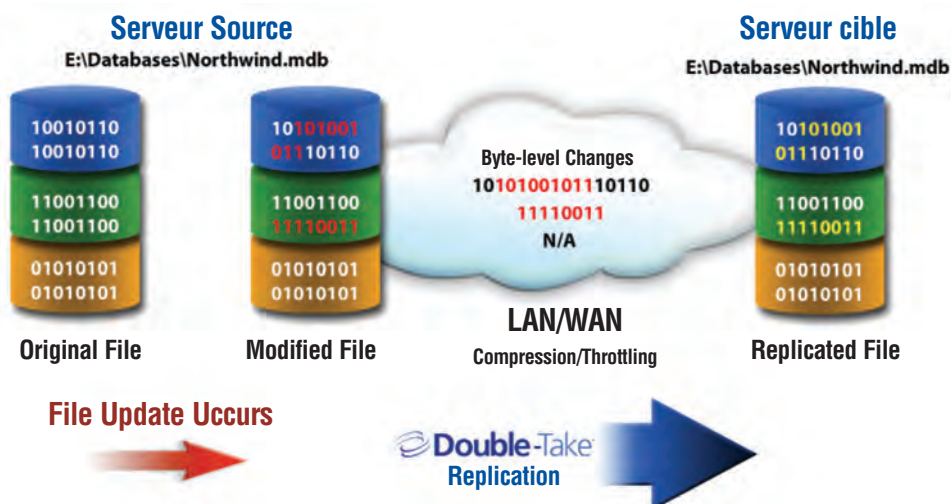 Serveur Source
E:\Databases\Northwind.mdb
Serveur cible
E:\Databases\Northwind.mdb
10010110
10010110
11001100
11001100
01010101
01010101
Original File
10101001
01110110
11001100
11110011
01010101
01010101
Modified File
Byte-level Changes
1010100101110110
11110011
N/A
LAN/WAN
Compression/Throttling
10101001
01110110
11001100
11110011
01010101
01010101
Replicated File
File Update Uccurs
Double-Take
Replication